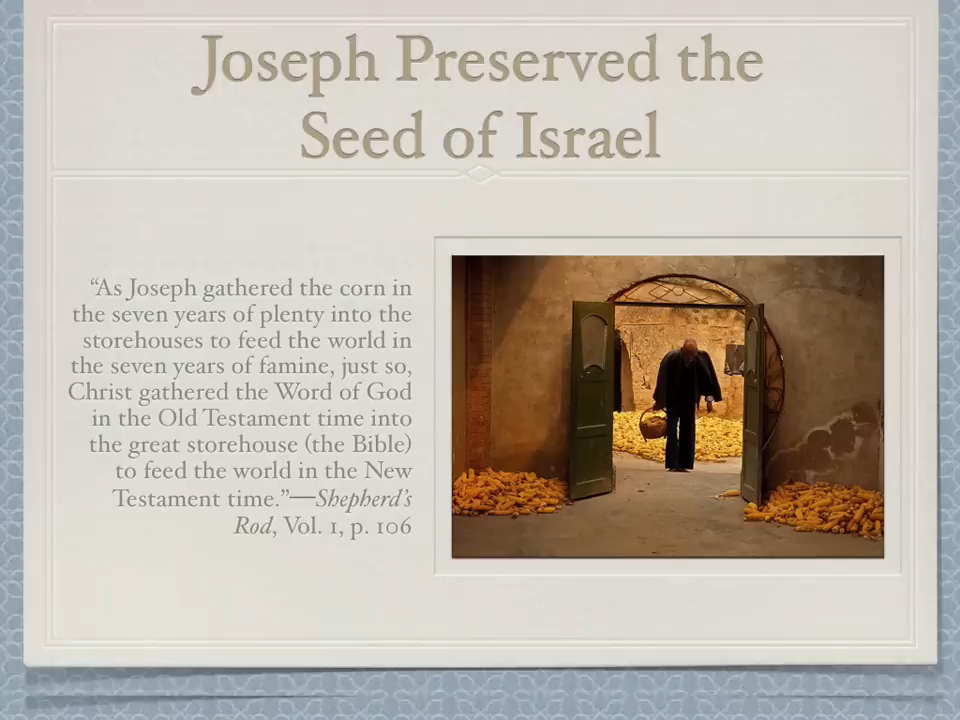 Joseph Preserved the
Seed of Israel
“As Joseph gathered the corn in
the seven years of plenty into the
storehouses to feed the world in
the seven years of famine, just so,
Christ gathered the Word of God
in the Old Testament time into
the great storehouse (the Bible)
to feed the world in the New
Testament time.”—Shepherd’s
Rod, Vol. 1, p. 106